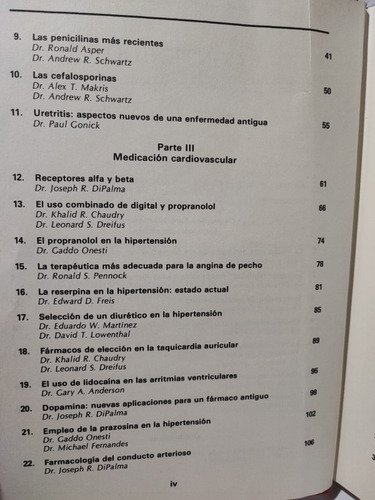 9. Las penicilinas más recientes
Dr. Ronald Asper
Dr. Andrew R. Schwartz 41
10. Las cefalosporinas
Dr. Alex T. Makris
Dr. Andrew R. Schwartz 50
11. Uretritis: aspectos nuevos de una enfermedad antigua
Dr. Paul Gonick 55
Parte III
Medicación cardiovascular
12. Receptores alfa y beta
Dr. Joseph R. DiPalma 61
13. El uso combinado de digital y propranolol
Dr. Khalid R. Chaudry 66
Dr. Leonard S. Dreifus
14. El propranolol en la hipertensión 74
Dr. Gaddo Onesti
15. La terapéutica más adecuada para la angina de pecho 78
Dr. Ronald S. Pennock
16. La reserpina en la hipertensión: estado actual 81
Dr. Edward D. Freis
17. Selección de un diurético en la hipertensión 85
Dr. Eduardo W. Martinez
Dr. David T. Lowenthal
18. Fármacos de elección en la taquicardia auricular 89
Dr. Khalid R. Chaudry
Dr. Leonard S. Dreifus
19. El uso de lidocaina en las arritmias ventriculares 95
Dr. Gary A. Anderson
20. Dopamina: nuevas aplicaciones para un fármaco antiguo 98
Dr. Joseph R. DiPalma
21. Empleo de la prazosina en la hipertensión 102
Dr. Gaddo Onesti
Dr. Michael Fernandes
22. Farmacología del conducto arterioso 106
Dr. Joseph R. DiPalma
iv